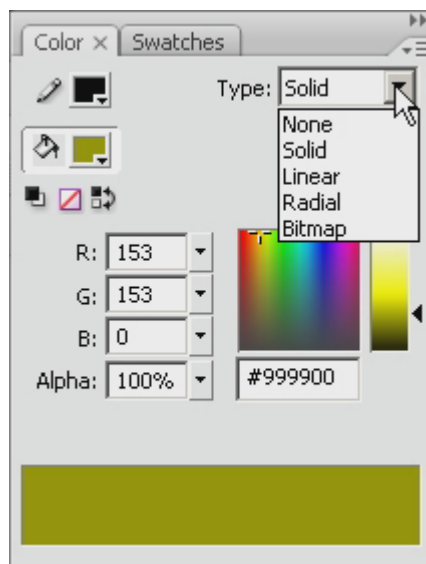 Color × Swatches
Type: Solid
None
Solid
Linear
Radial
Bitmap
R: 153
G: 153
B: 0
Alpha: 100% #999900